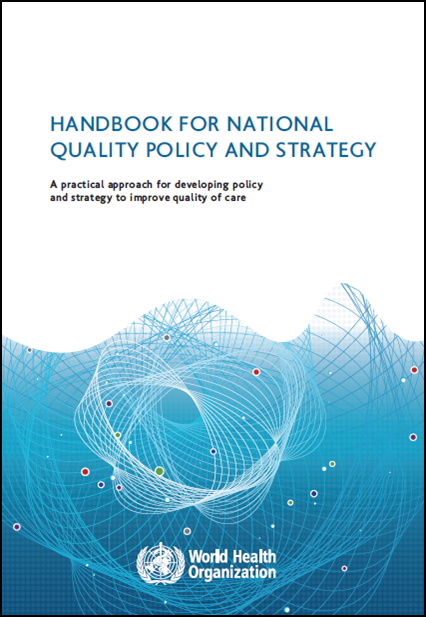 HANDBOOK FOR NATIONAL
QUALITY POLICY AND STRATEGY
A practical approach for developing policy
and strategy to improve quality of care
World Health
Organization